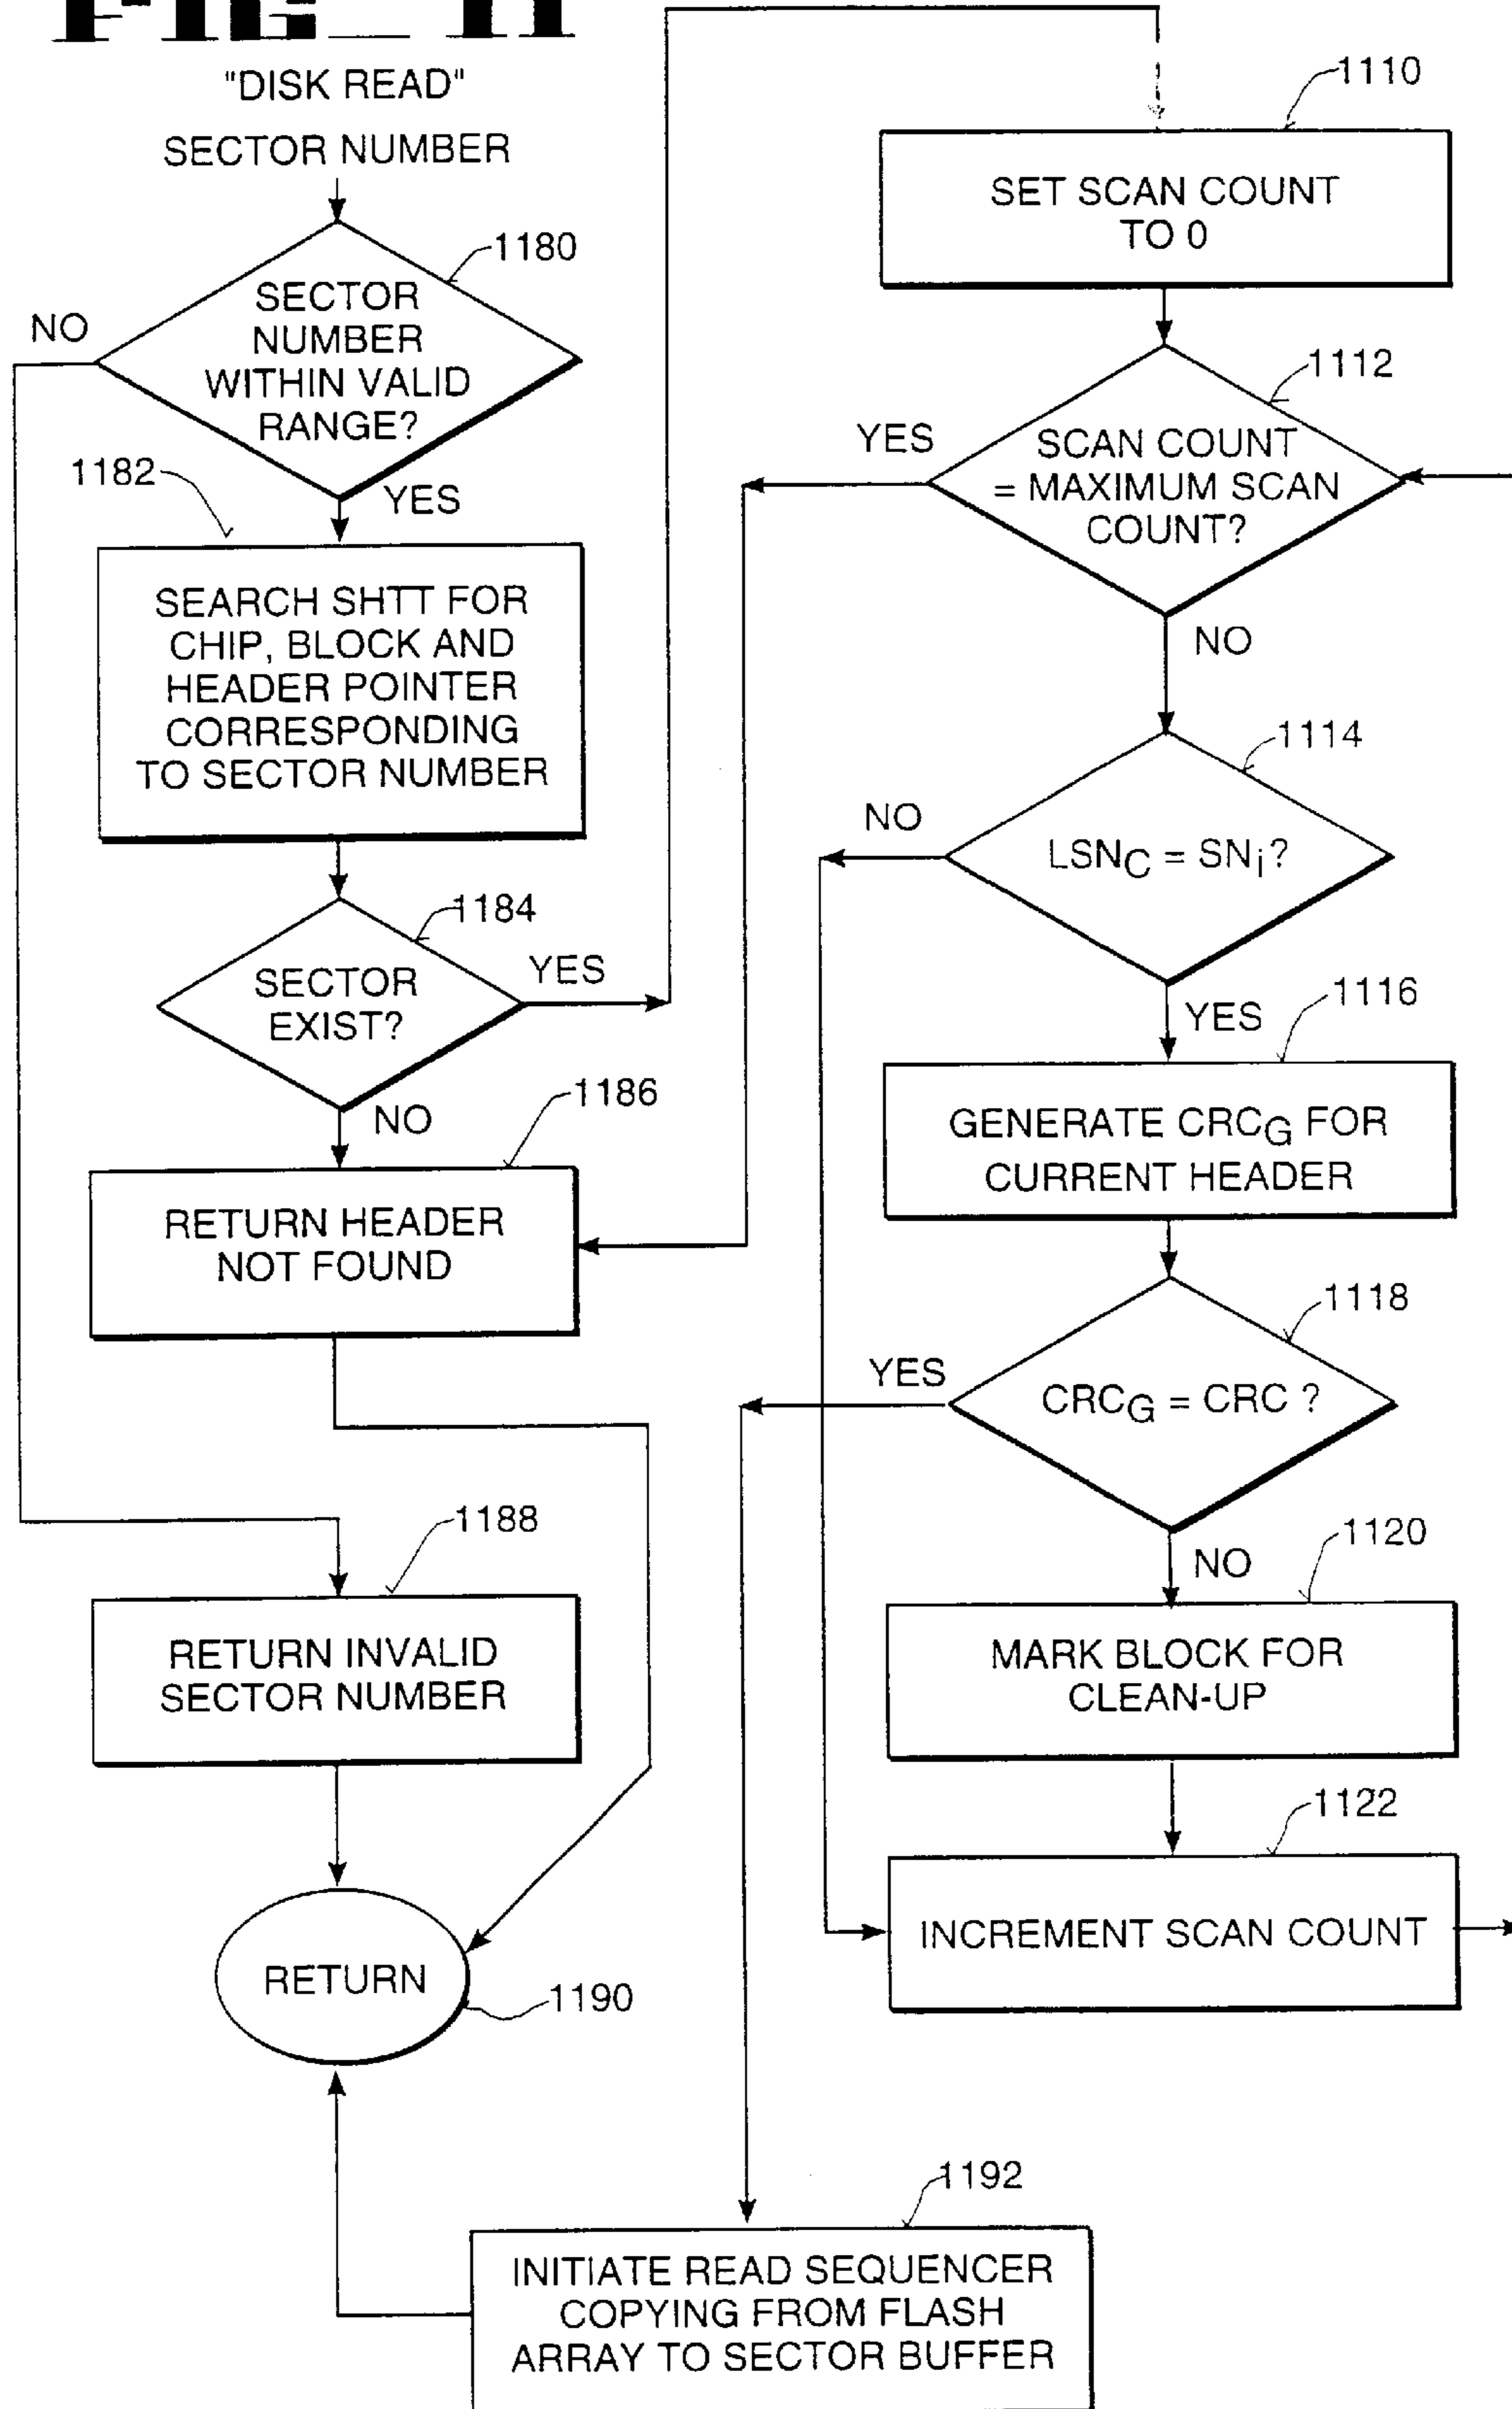 FIG_ 11
"DISK READ"
SECTOR NUMBER
1180
SECTOR
NUMBER
WITHIN VALID
RANGE?
NO
YES
1182
SEARCH SHTT FOR
CHIP, BLOCK AND
HEADER POINTER
CORRESPONDING
TO SECTOR NUMBER
1184
SECTOR
EXIST?
YES
NO
1186
RETURN HEADER
NOT FOUND
1188
RETURN INVALID
SECTOR NUMBER
RETURN
1190
1110
SET SCAN COUNT
TO 0
1112
YES
SCAN COUNT
= MAXIMUM SCAN
COUNT?
NO
1114
NO
LSNC = SNi?
YES
1116
GENERATE CRCG FOR
CURRENT HEADER
1118
YES
CRCG = CRC ?
NO
1120
MARK BLOCK FOR
CLEAN-UP
1122
INCREMENT SCAN COUNT
1192
INITIATE READ SEQUENCER
COPYING FROM FLASH
ARRAY TO SECTOR BUFFER